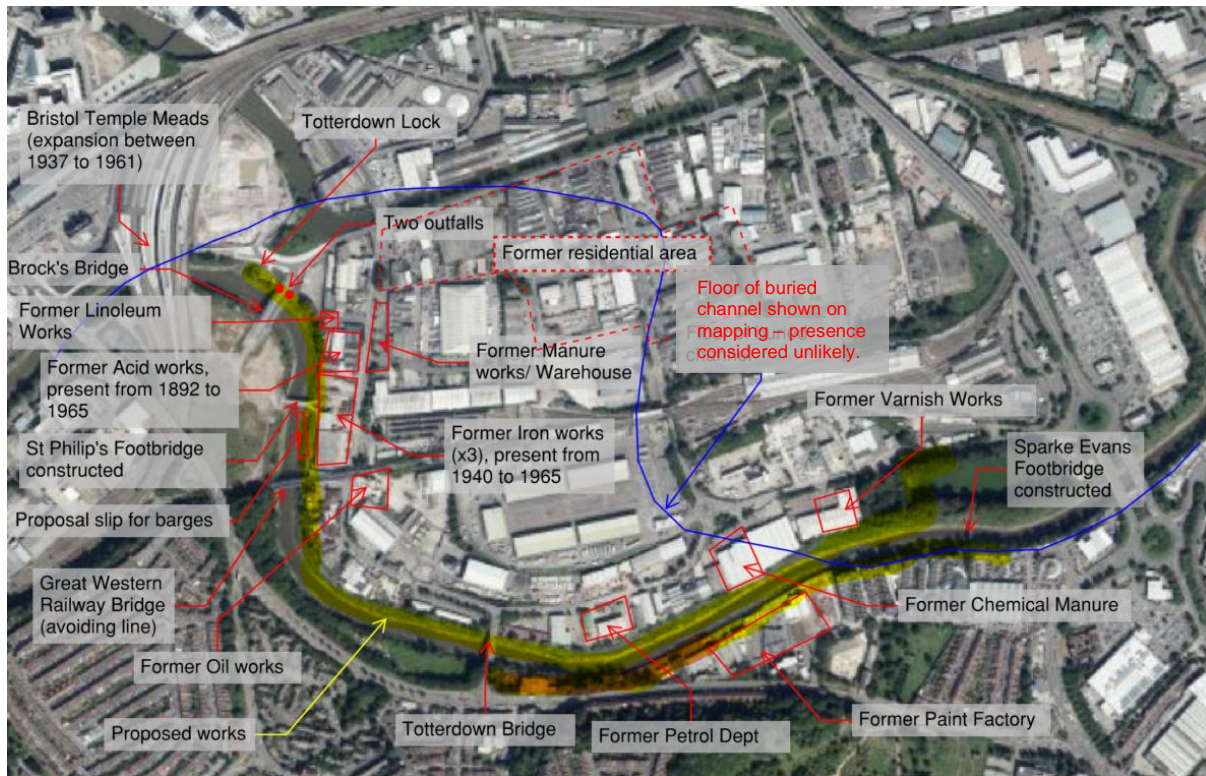 Bristol Temple Meads
(expansion between
1937 to 1961)
Totterdown Lock
Two outfalls
Former residential area
Brock's Bridge
Floor of buried
channel shown on
mapping – presence
considered unlikely.
Former Linoleum
Works
Former Manure
works/ Warehouse
Former Acid works,
present from 1892 to
1965
Former Varnish Works
Former Iron works
(x3), present from
1940 to 1965
Sparke Evans
Footbridge
constructed
St Philip's Footbridge
constructed
Proposal slip for barges
Great Western
Railway Bridge
(avoiding line)
Former Chemical Manure
Former Oil works
Proposed works
Totterdown Bridge
Former Petrol Dept
Former Paint Factory